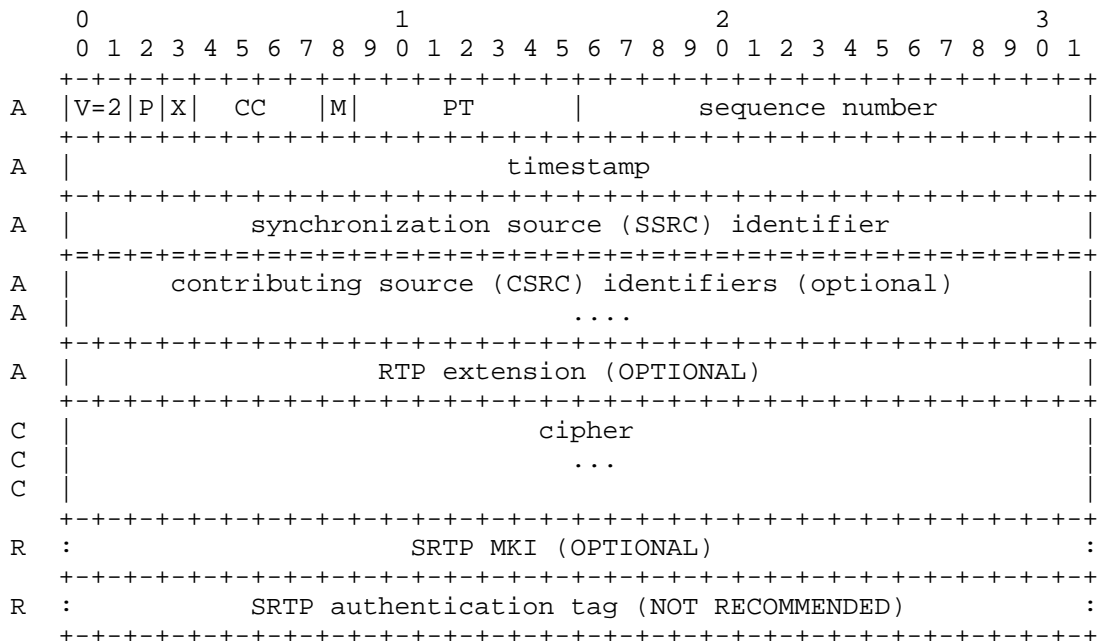 0                   1                   2                   3
     0 1 2 3 4 5 6 7 8 9 0 1 2 3 4 5 6 7 8 9 0 1 2 3 4 5 6 7 8 9 0 1
    +-+-+-+-+-+-+-+-+-+-+-+-+-+-+-+-+-+-+-+-+-+-+-+-+-+-+-+-+-+-+-+-+
A   |V=2|P|X|  CC   |M|     PT      |       sequence number         |
    +-+-+-+-+-+-+-+-+-+-+-+-+-+-+-+-+-+-+-+-+-+-+-+-+-+-+-+-+-+-+-+-+
A   |                           timestamp                           |
    +-+-+-+-+-+-+-+-+-+-+-+-+-+-+-+-+-+-+-+-+-+-+-+-+-+-+-+-+-+-+-+-+
A   |           synchronization source (SSRC) identifier            |
    +=+=+=+=+=+=+=+=+=+=+=+=+=+=+=+=+=+=+=+=+=+=+=+=+=+=+=+=+=+=+=+=+
A   |      contributing source (CSRC) identifiers (optional)        |
A   |                               ....                            |
    +-+-+-+-+-+-+-+-+-+-+-+-+-+-+-+-+-+-+-+-+-+-+-+-+-+-+-+-+-+-+-+-+
A   |                   RTP extension (OPTIONAL)                    |
    +-+-+-+-+-+-+-+-+-+-+-+-+-+-+-+-+-+-+-+-+-+-+-+-+-+-+-+-+-+-+-+-+
C   |                             cipher                            |
C   |                               ...                             |
C   |                                                               |
    +-+-+-+-+-+-+-+-+-+-+-+-+-+-+-+-+-+-+-+-+-+-+-+-+-+-+-+-+-+-+-+-+
R   :                     SRTP MKI (OPTIONAL)                       :
    +-+-+-+-+-+-+-+-+-+-+-+-+-+-+-+-+-+-+-+-+-+-+-+-+-+-+-+-+-+-+-+-+
R   :           SRTP authentication tag (NOT RECOMMENDED)           :
    +-+-+-+-+-+-+-+-+-+-+-+-+-+-+-+-+-+-+-+-+-+-+-+-+-+-+-+-+-+-+-+-+